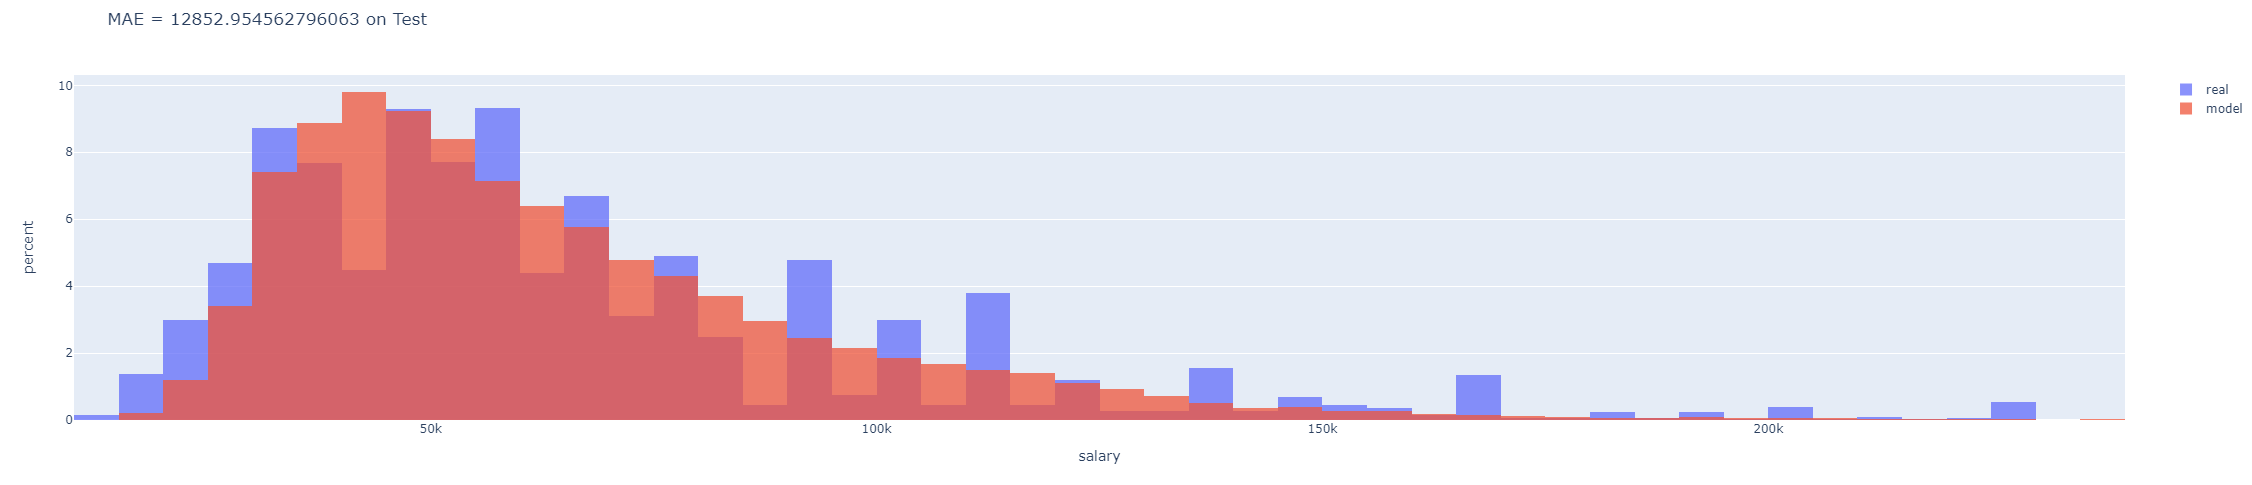 MAE = 12852.954562796063 on Test
10
8
6
4
2
0
percent
50k
100k
150k
200k
salary
real
model